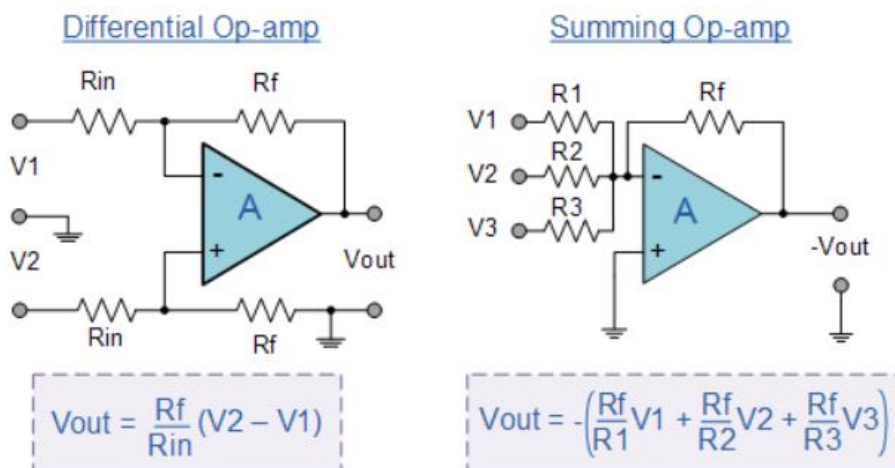 Differential Op-amp
Rin
Rf
V1
-
A
+
V2
Vout
Rin
Rf
Vout = Rf/Rin (V2 – V1)
Summing Op-amp
R1
Rf
V1
R2
V2
-
A
R3
V3
+
-Vout
Vout = -(Rf/R1 V1 + Rf/R2 V2 + Rf/R3 V3)